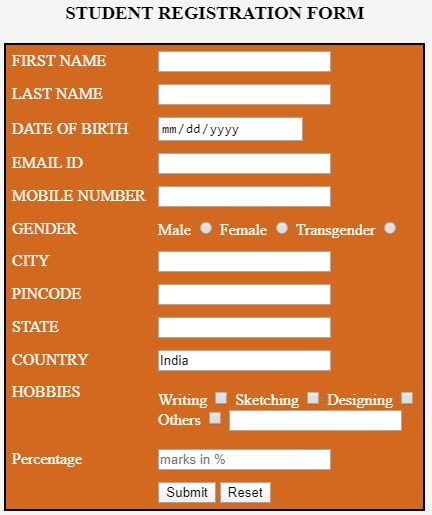 STUDENT REGISTRATION FORM
FIRST NAME
LAST NAME
DATE OF BIRTH mm/dd/yyyy
EMAIL ID
MOBILE NUMBER
GENDER Male Female Transgender
CITY
PINCODE
STATE
COUNTRY India
HOBBIES
Writing Sketching Designing
Others
Percentage marks in %
Submit Reset